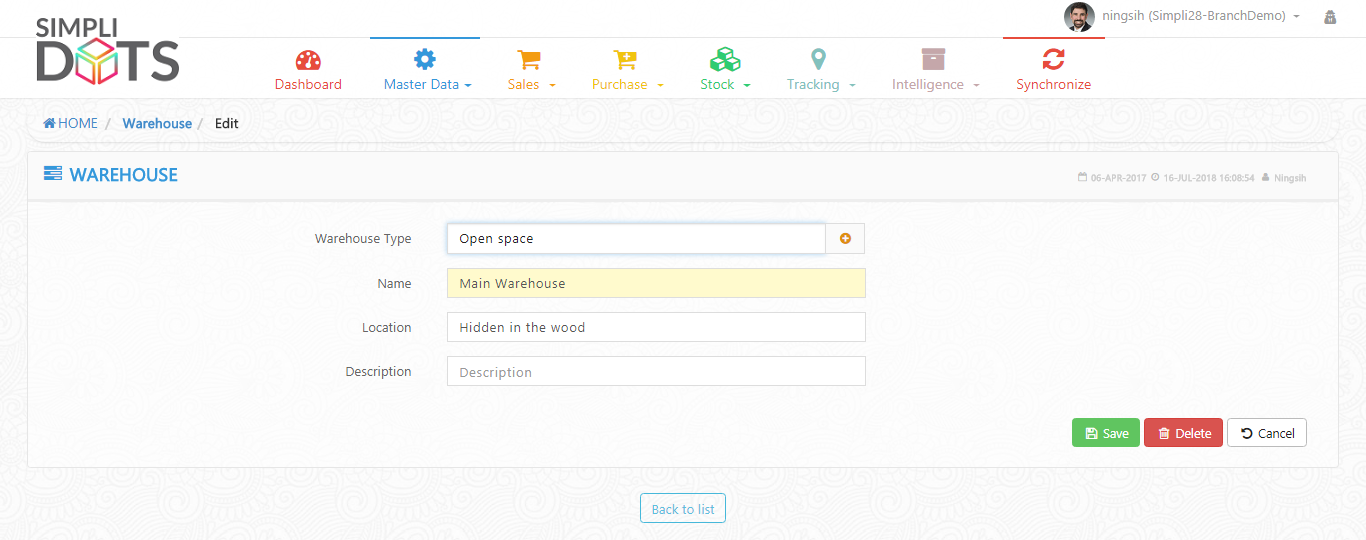 ningsih (Simpli28-BranchDemo)
SIMPLI
DOTS
Dashboard Master Data Sales Purchase Stock Tracking Intelligence Synchronize
HOME / Warehouse / Edit
WAREHOUSE 06-APR-2017 16-JUL-2018 16:08:54 Ningsih
Warehouse Type Open space
Name Main Warehouse
Location Hidden in the wood
Description Description
Save Delete Cancel
Back to list